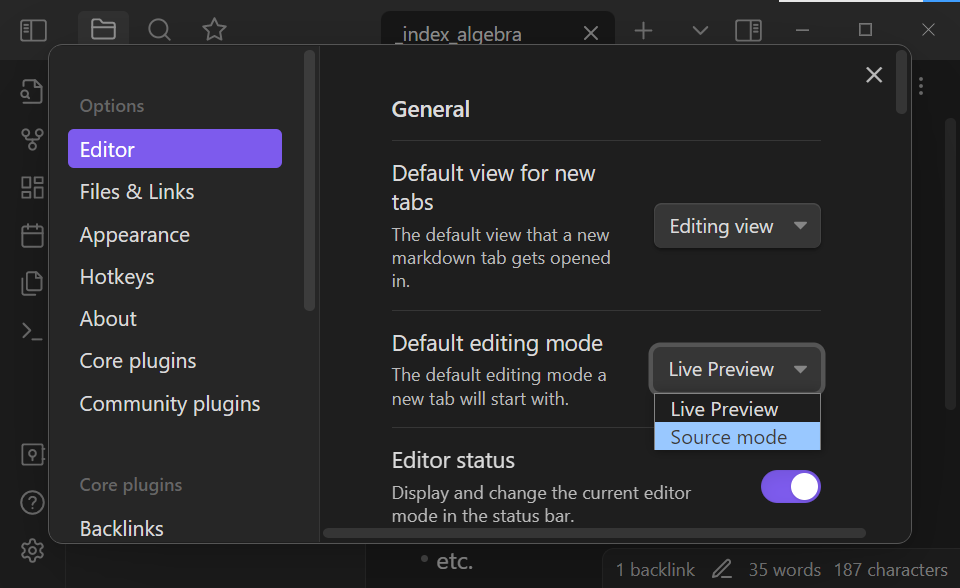 _index_algebra
Options
Editor
Files & Links
Appearance
Hotkeys
About
Core plugins
Community plugins
Core plugins
Backlinks
General
Default view for new
tabs
The default view that a new
markdown tab gets opened
in.
Editing view
Default editing mode
The default editing mode a
new tab will start with.
Live Preview
Live Preview
Source mode
Editor status
Display and change the current editor
mode in the status bar.
etc.
1 backlink
35 words
187 characters